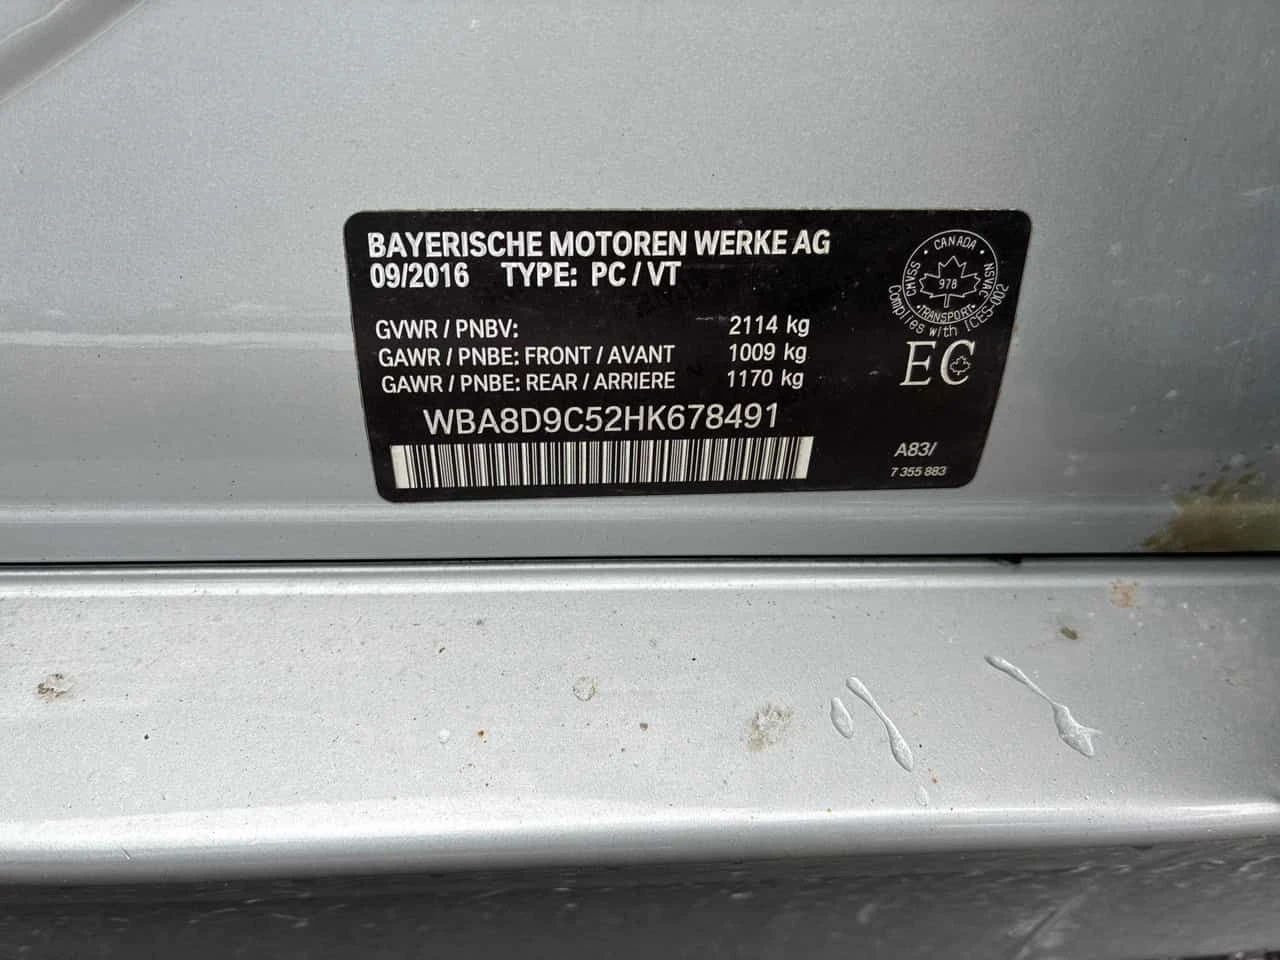 BAYERISCHE MOTOREN WERKE AG
09/2016 TYPE: PC / VT
GVWR / PNBV: 2114 kg
GAWR / PNBE: FRONT / AVANT 1009 kg
GAWR / PNBE: REAR / ARRIERE 1170 kg
WBA8D9C52HK678491
CANADA
CMVSS 978 NSVAC
TRANSPORT
Complies with ICES-002
EC
A83/
7 355 883